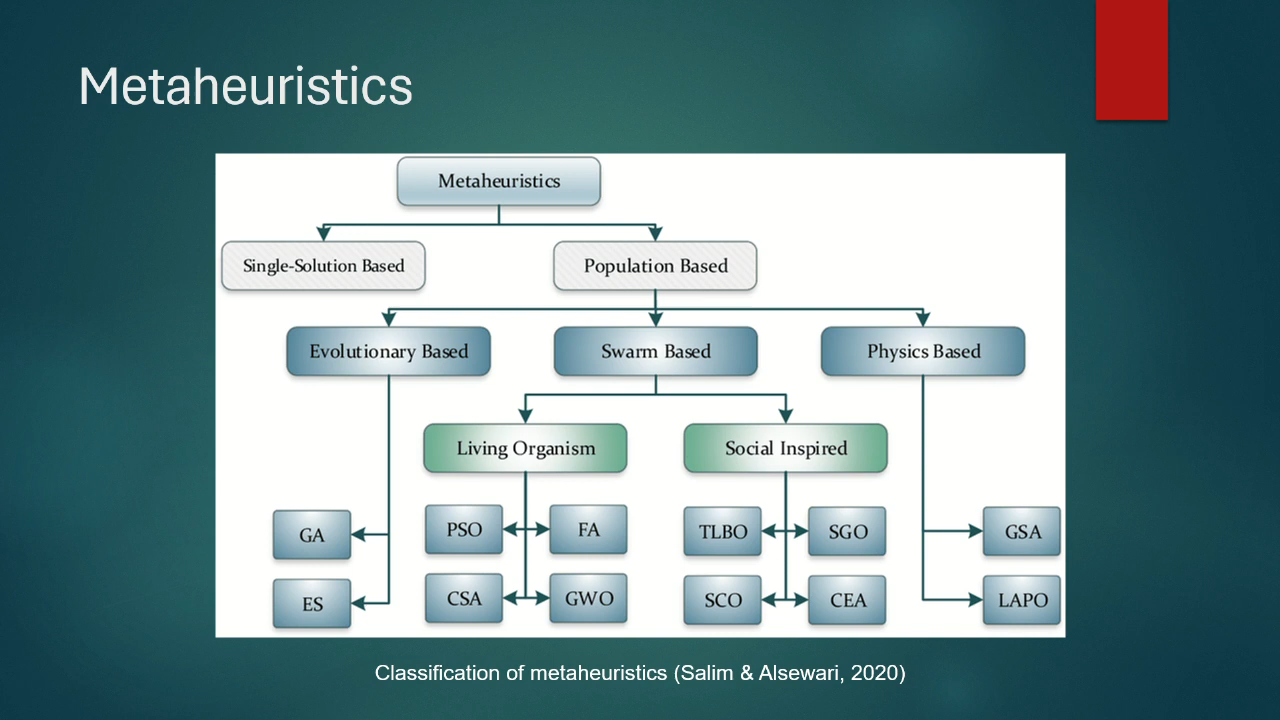 Metaheuristics
Metaheuristics
Single-Solution Based
Population Based
Evolutionary Based
Swarm Based
Physics Based
Living Organism
Social Inspired
GA
PSO
FA
TLBO
SGO
GSA
ES
CSA
GWO
SCO
CEA
LAPO
Classification of metaheuristics (Salim & Alsewari, 2020)